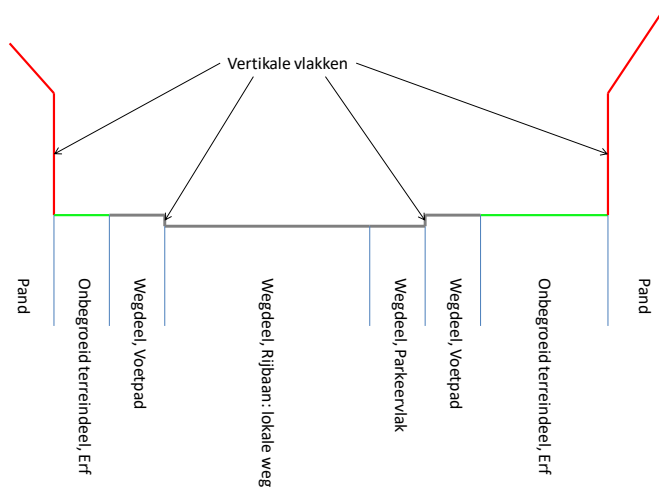 Vertikale vlakken
Pand
Onbegroeid terreindeel, Erf
Wegdeel, Voetpad
Wegdeel, Rijbaan: lokale weg
Wegdeel, Parkeervlak
Wegdeel, Voetpad
Onbegroeid terreindeel, Erf
Pand